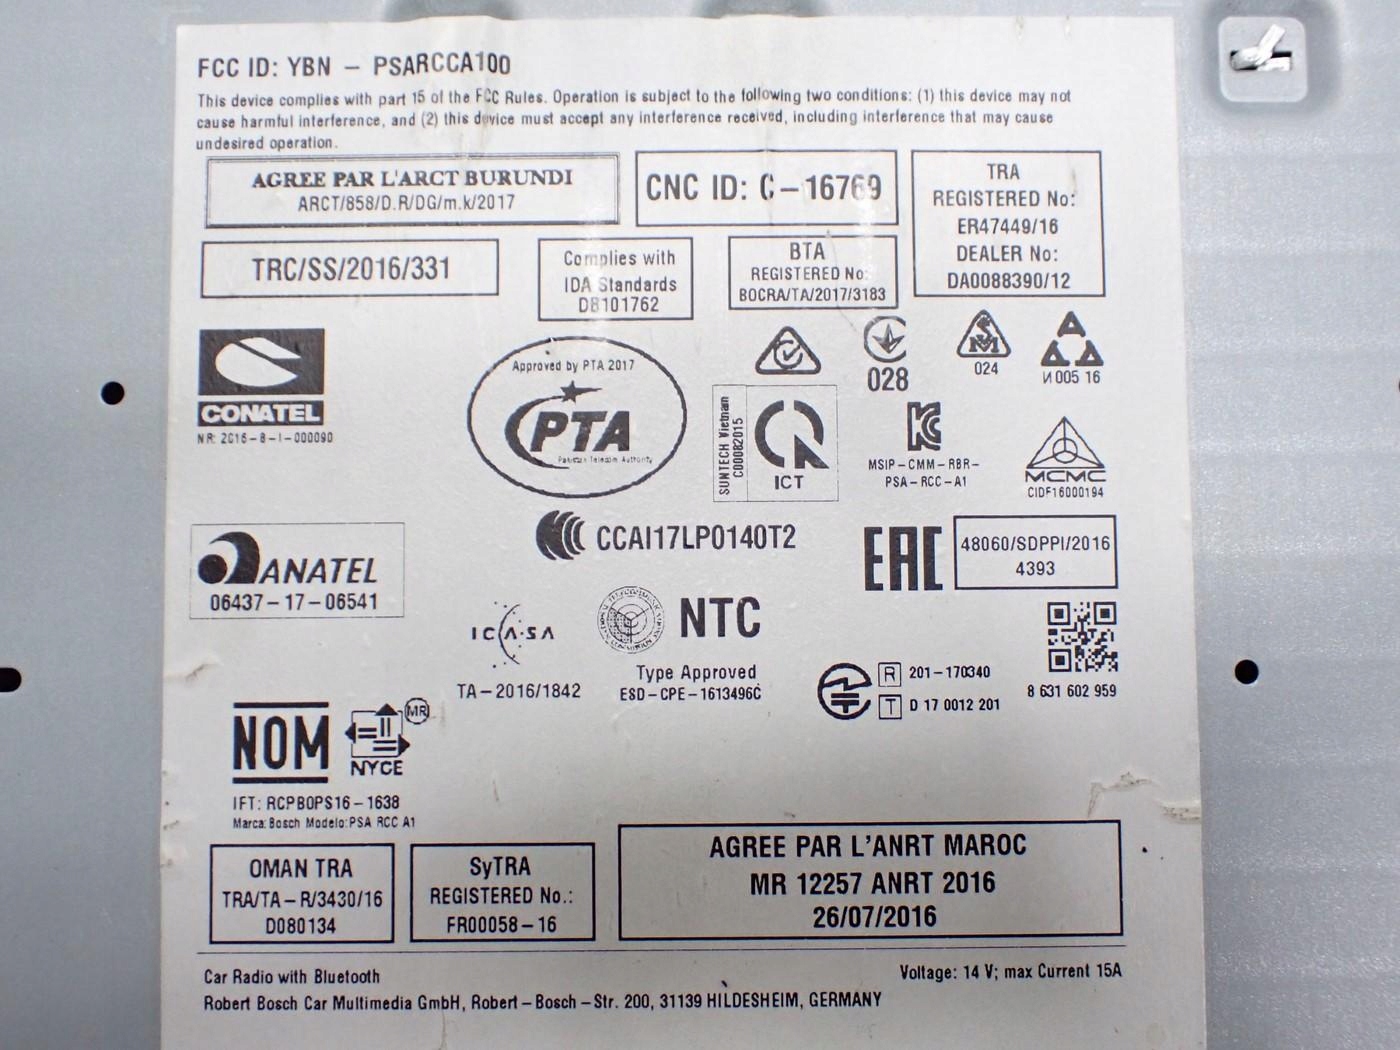 FCC ID: YBN – PSARCCA100
This device complies with part 15 of the FCC Rules. Operation is subject to the following two conditions: (1) this device may not
cause harmful interference, and (2) this device must accept any interference received, including interference that may cause
undesired operation.
AGREE PAR L'ARCT BURUNDI
ARCT/858/D.R/DG/m.k/2017
CNC ID: C–16769
TRA
REGISTERED No:
ER47449/16
DEALER No:
DA0088390/12
TRC/SS/2016/331
Complies with
IDA Standards
DB101762
BTA
REGISTERED No:
BOCRA/TA/2017/3183
CONATEL
NR: 2016–8–I–000090
Approved by PTA 2017
PTA
Pakistan Telecom Authority
028
024
И 005 16
SUNTECH Vietnam
C00082015
ICT
MSIP–CMM–RBR–
PSA–RCC–A1
MCMC
CIDF16000194
ANATEL
06437-17-06541
CCAI17LP0140T2
EAC
48060/SDPPI/2016
4393
ICASA
TA–2016/1842
NTC
Type Approved
ESD–CPE–1613496C
R 201-170340
T D 17 0012 201
8 631 602 959
NOM
NYCE
MR
IFT: RCPBOPS16-1638
Marca: Bosch Modelo: PSA RCC A1
OMAN TRA
TRA/TA–R/3430/16
D080134
SyTRA
REGISTERED No.:
FR00058–16
AGREE PAR L'ANRT MAROC
MR 12257 ANRT 2016
26/07/2016
Car Radio with Bluetooth
Voltage: 14 V; max Current 15A
Robert Bosch Car Multimedia GmbH, Robert–Bosch–Str. 200, 31139 HILDESHEIM, GERMANY